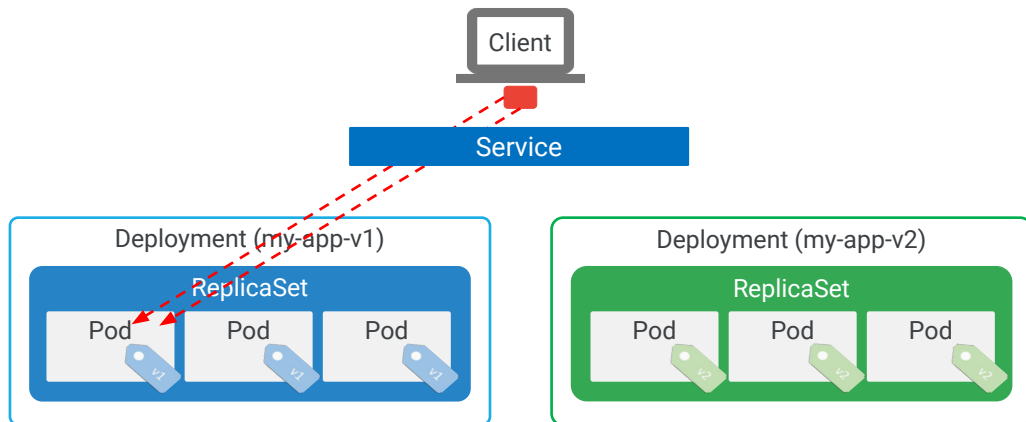 Client
Service
Deployment (my-app-v1)
ReplicaSet
Pod
v1
Pod
v1
Pod
v1
Deployment (my-app-v2)
ReplicaSet
Pod
v2
Pod
v2
Pod
v2